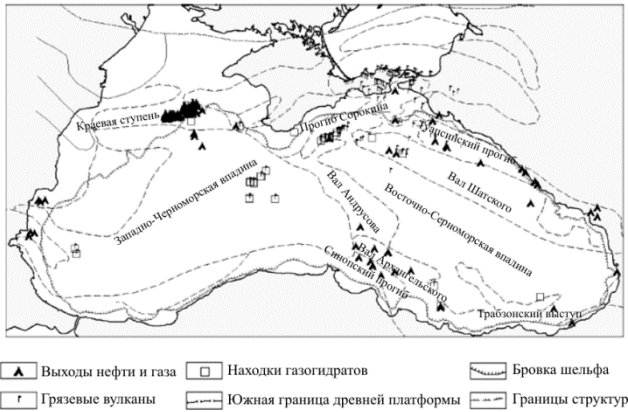 Краевая ступень
Прогиб Сорокина
Туапсинский прогиб
Западно-Черноморская впадина
Вал Андрусова
Вал Шатского
Восточно-Серноморская впадина
Вал Архангельского
Синопский прогиб
Трабзонский выступ
Выходы нефти и газа
Находки газогидратов
Бровка шельфа
Грязевые вулканы
Южная граница древней платформы
Границы структур